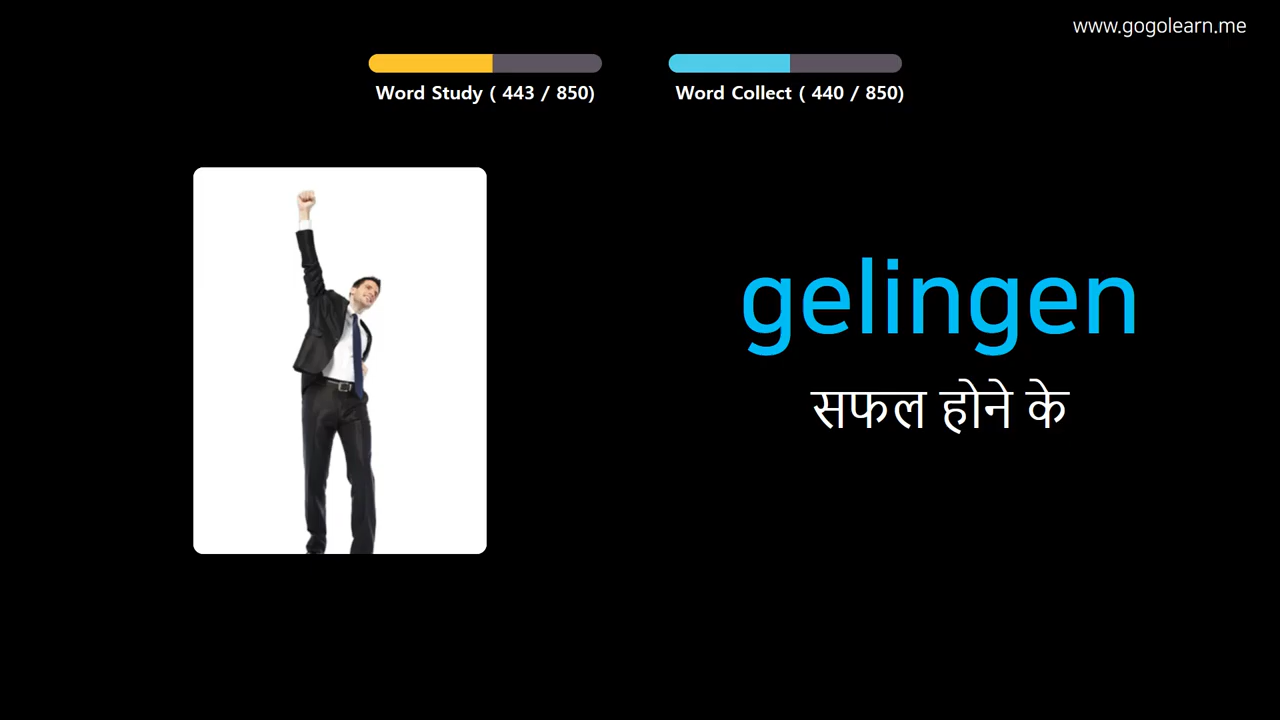 www.gogolearn.me
Word Study ( 443 / 850)
Word Collect ( 440 / 850)
gelingen
सफल होने के